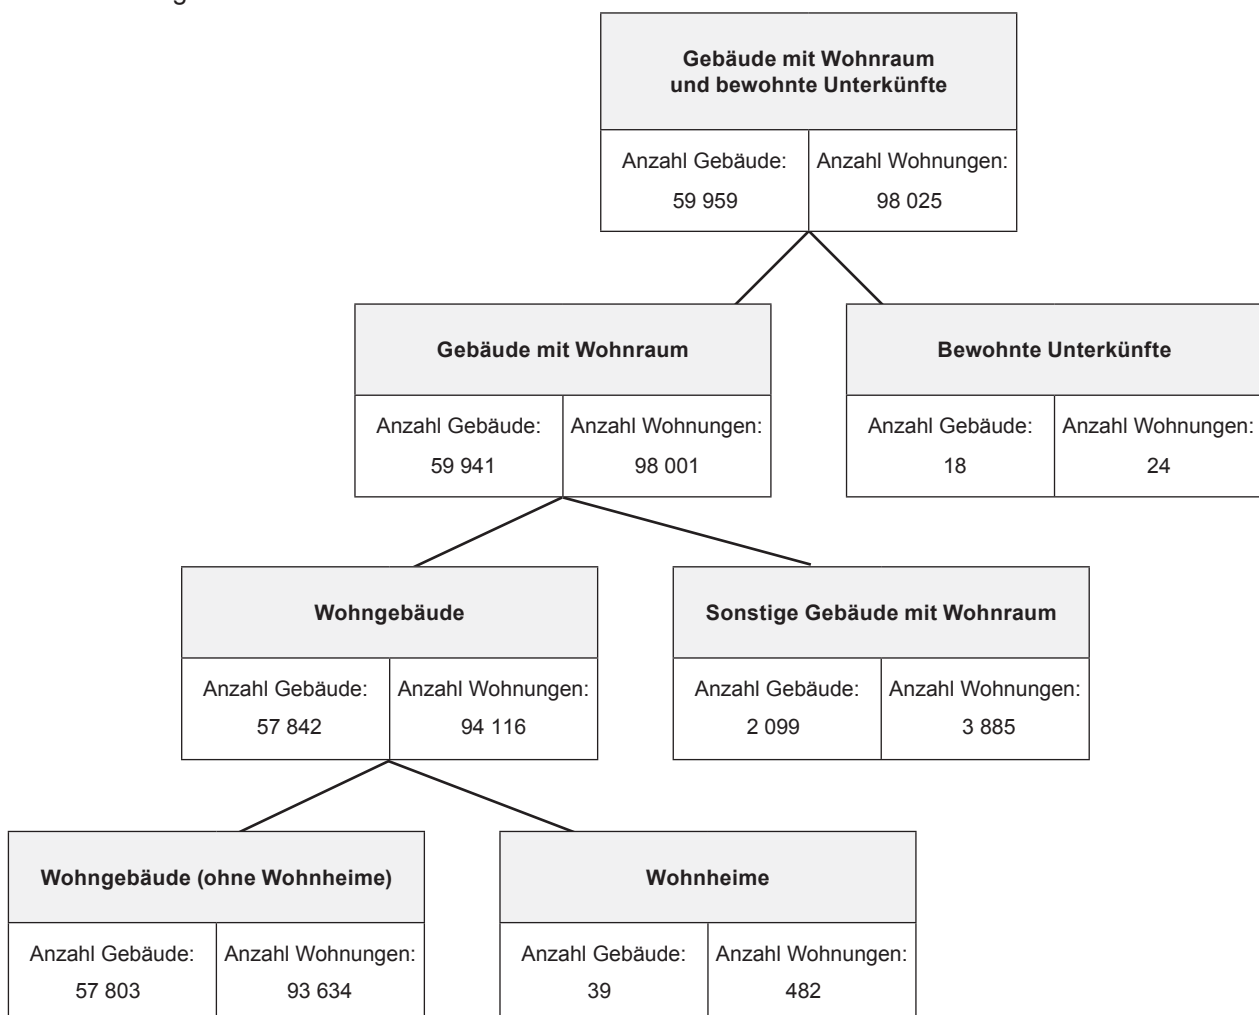 Gebäude mit Wohnraum
und bewohnte Unterkünfte
Anzahl Gebäude: Anzahl Wohnungen:
59 959 98 025
Gebäude mit Wohnraum Bewohnte Unterkünfte
Anzahl Gebäude: Anzahl Wohnungen: Anzahl Gebäude: Anzahl Wohnungen:
59 941 98 001 18 24
Wohngebäude Sonstige Gebäude mit Wohnraum
Anzahl Gebäude: Anzahl Wohnungen: Anzahl Gebäude: Anzahl Wohnungen:
57 842 94 116 2 099 3 885
Wohngebäude (ohne Wohnheime) Wohnheime
Anzahl Gebäude: Anzahl Wohnungen: Anzahl Gebäude: Anzahl Wohnungen:
57 803 93 634 39 482